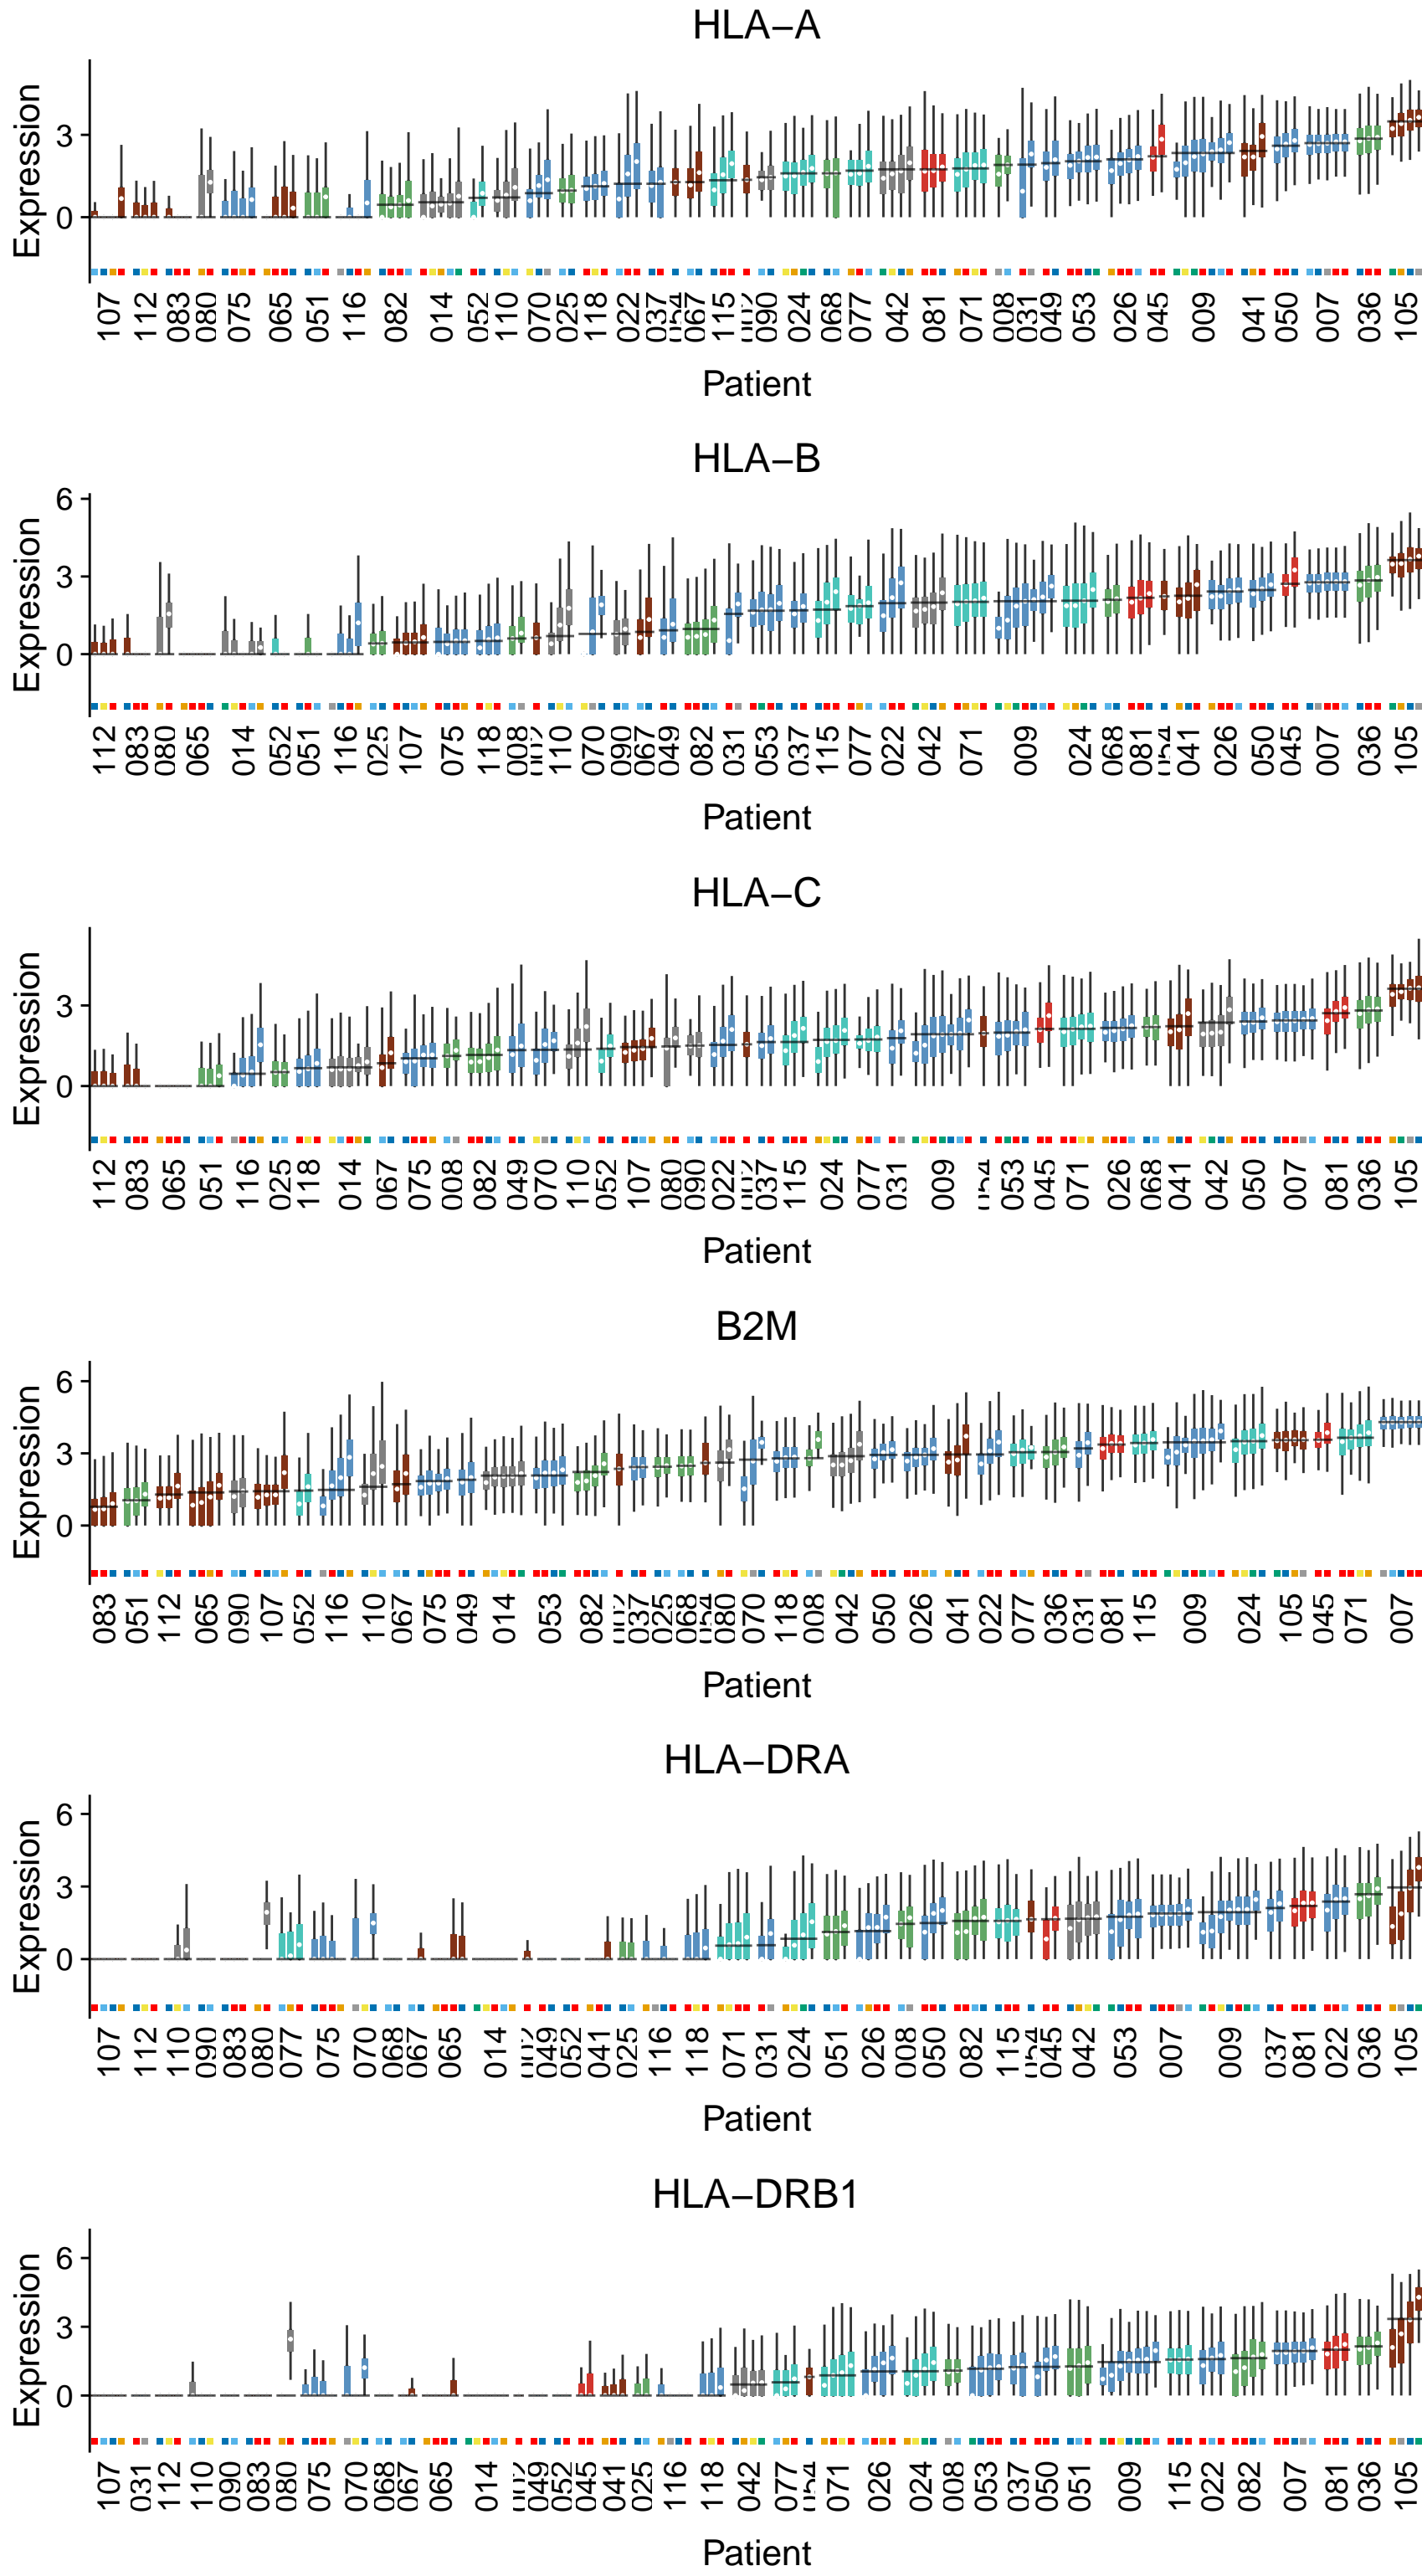 HLA–A
Expression
3
0
107 112 083 080 075 065 051 116 082 014 052 110 070 025 118 022 037 054 067 115 002 090 024 068 077 042 081 071 008 031 049 053 026 045 009 041 050 007 036 105
Patient
HLA–B
Expression
6
3
0
112 083 080 065 014 052 051 116 025 107 075 118 008 002 110 070 090 067 049 082 031 053 037 115 077 022 042 071 009 024 068 081 054 041 026 050 045 007 036 105
Patient
HLA–C
Expression
3
0
112 083 065 051 116 025 118 014 067 075 008 082 049 070 110 052 107 080 090 022 002 037 115 024 077 031 009 054 053 045 071 026 068 041 042 050 007 081 036 105
Patient
B2M
Expression
6
3
0
083 051 112 065 090 107 052 116 110 067 075 049 014 053 082 002 037 025 068 054 080 070 118 008 042 050 026 041 022 077 036 031 081 115 009 024 105 045 071 007
Patient
HLA–DRA
Expression
6
3
0
107 112 110 090 083 080 077 075 070 068 067 065 014 002 049 052 041 025 116 118 071 031 024 051 026 008 050 082 115 054 045 042 053 007 009 037 081 022 036 105
Patient
HLA–DRB1
Expression
6
3
0
107 031 112 110 090 083 080 075 070 068 067 065 014 002 049 052 045 041 025 116 118 042 077 054 071 026 024 008 053 037 050 051 009 115 022 082 007 081 036 105
Patient